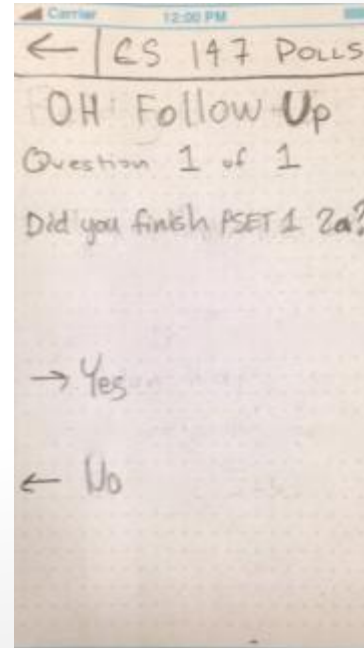 Carrier 12:00 PM
← | CS 147 POLLS
OH: Follow Up
Question 1 of 1
Did you finish PSET 1 2a?
→ Yes
← No